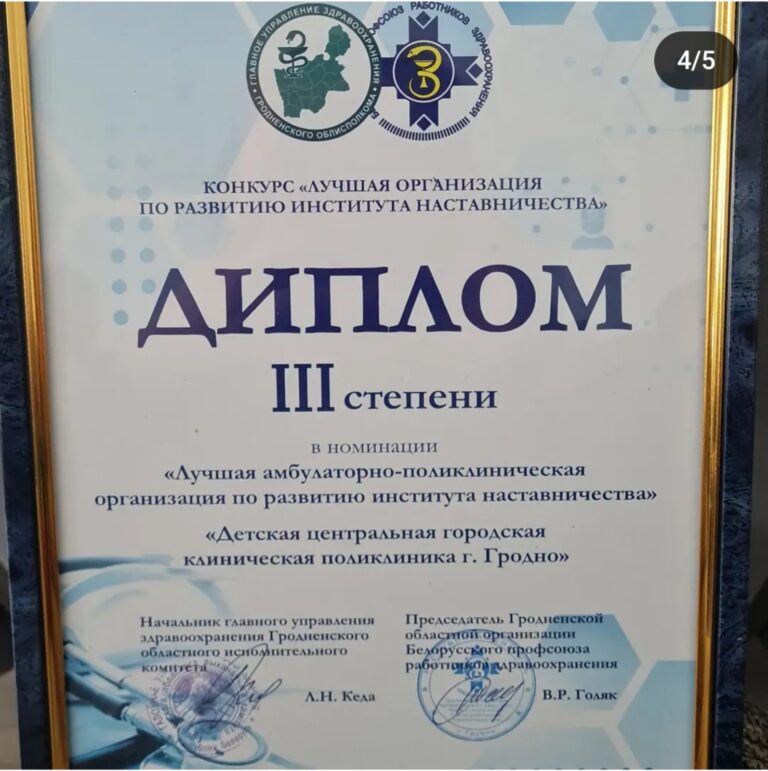 4/5
ГЛАВНОЕ УПРАВЛЕНИЕ ЗДРАВООХРАНЕНИЯ
ГРОДНЕНСКОГО ОБЛИСПОЛКОМА
РАБОТНИКОВ ЗДРАВООХРАНЕНИЯ
КОНКУРС «ЛУЧШАЯ ОРГАНИЗАЦИЯ
ПО РАЗВИТИЮ ИНСТИТУТА НАСТАВНИЧЕСТВА»
ДИПЛОМ
III степени
в номинации
«Лучшая амбулаторно-поликлиническая
организация по развитию института наставничества»
«Детская центральная городская
клиническая поликлиника г. Гродно»
Начальник главного управления
здравоохранения Гродненского
областного исполнительного
комитета
Л.Н. Кеда
Председатель Гродненской
областной организации
Белорусского профсоюза
работников здравоохранения
В.Р. Голяк